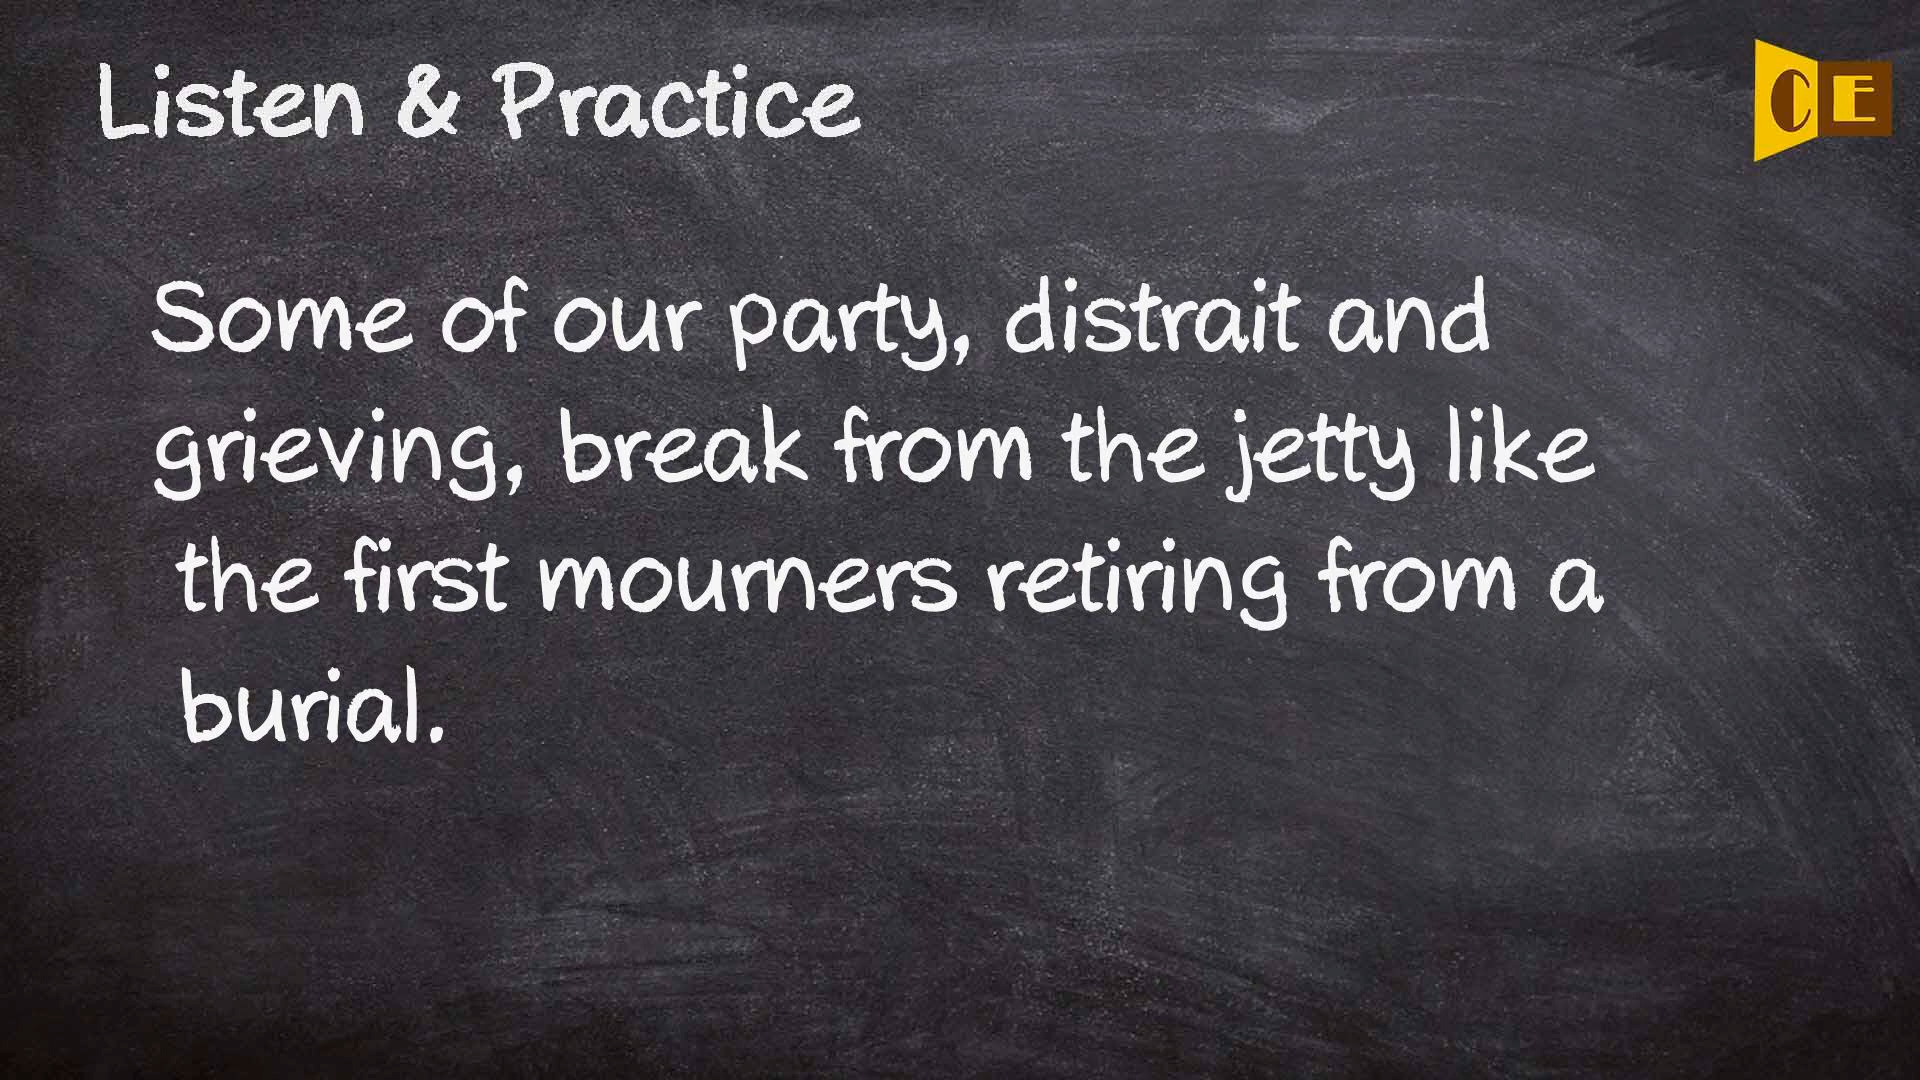 Listen & Practice
CE
Some of our party, distrait and
grieving, break from the jetty like
the first mourners retiring from a
burial.